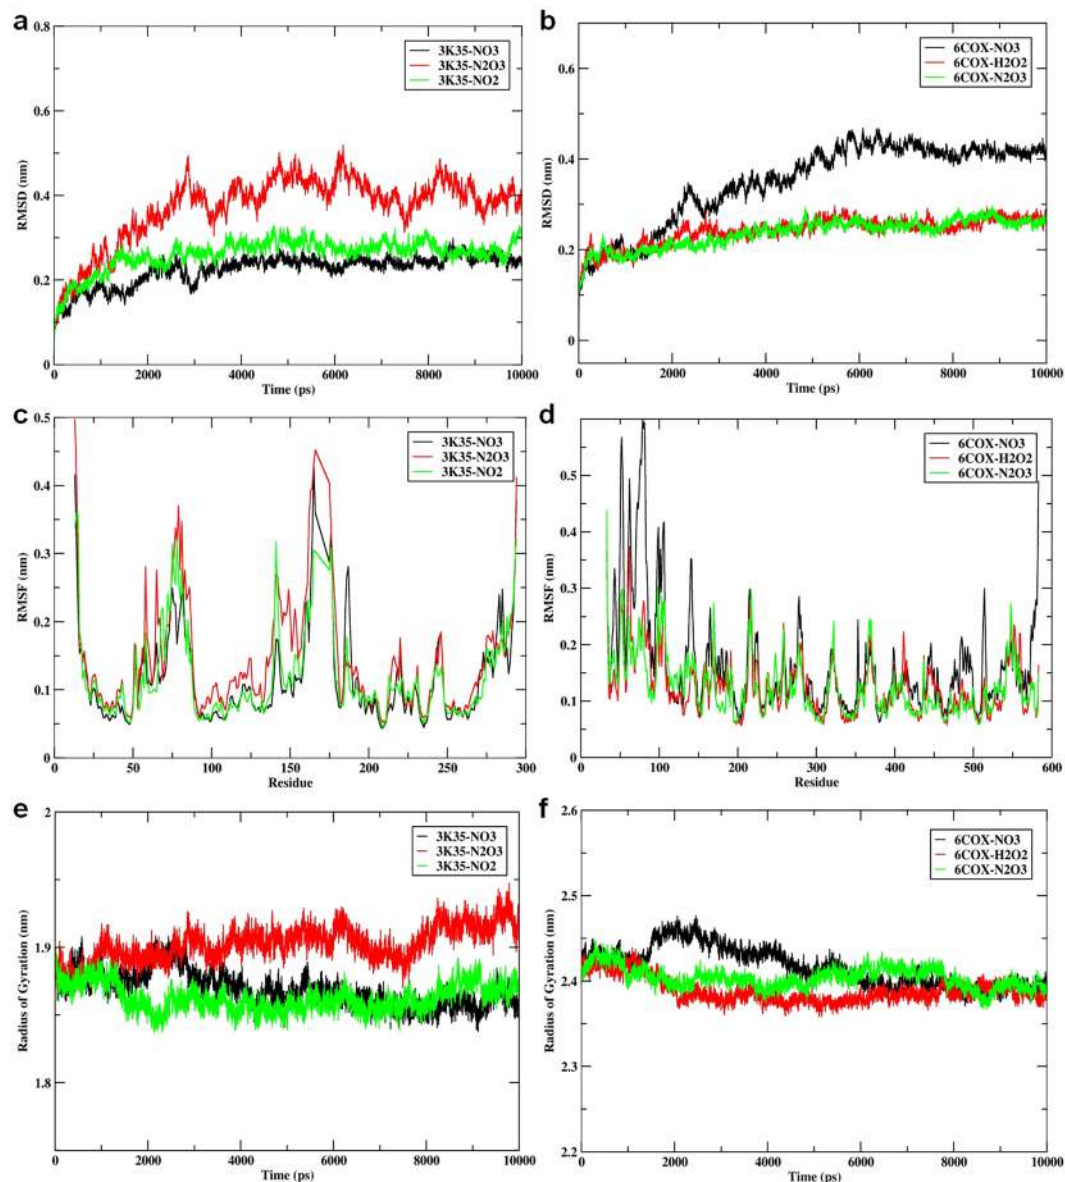 a
0.8
0.6
0.4
0.2
0
RMSD (nm)
3K35-NO3
3K35-N2O3
3K35-NO2
0 2000 4000 6000 8000 10000
Time (ps)
b
0.6
0.4
0.2
0
RMSD (nm)
6COX-NO3
6COX-H2O2
6COX-N2O3
0 2000 4000 6000 8000 10000
Time (ps)
c
0.5
0.4
0.3
0.2
0.1
0
RMSF (nm)
3K35-NO3
3K35-N2O3
3K35-NO2
0 50 100 150 200 250 300
Residue
d
0.5
0.4
0.3
0.2
0.1
0
RMSF (nm)
6COX-NO3
6COX-H2O2
6COX-N2O3
0 100 200 300 400 500 600
Residue
e
2
1.9
1.8
Radius of Gyration (nm)
3K35-NO3
3K35-N2O3
3K35-NO2
0 2000 4000 6000 8000 10000
Time (ps)
f
2.6
2.5
2.4
2.3
2.2
Radius of Gyration (nm)
6COX-NO3
6COX-H2O2
6COX-N2O3
0 2000 4000 6000 8000 10000
Time (ps)